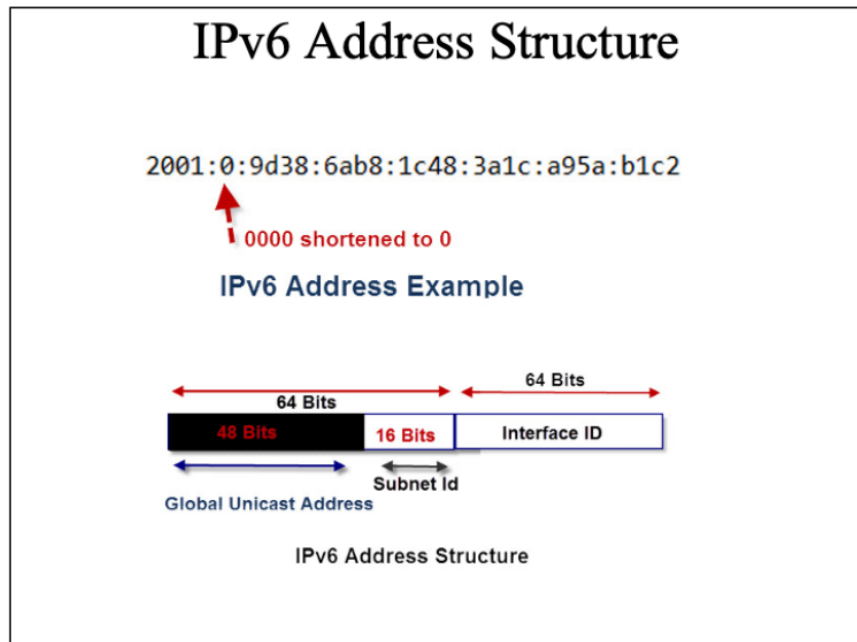 IPv6 Address Structure
2001:0:9d38:6ab8:1c48:3a1c:a95a:b1c2
0000 shortened to 0
IPv6 Address Example
64 Bits
64 Bits
48 Bits
16 Bits
Interface ID
Subnet Id
Global Unicast Address
IPv6 Address Structure